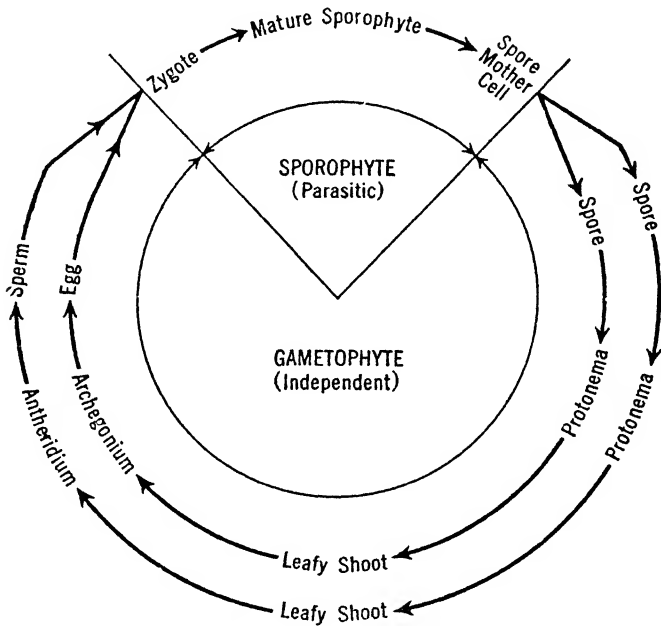 Zygote
Mature Sporophyte
Spore
Mother
Cell
SPOROPHYTE
(Parasitic)
Spore
Spore
Sperm
Egg
GAMETOPHYTE
(Independent)
Protonema
Protonema
Archegonium
Antheridium
Leafy Shoot
Leafy Shoot